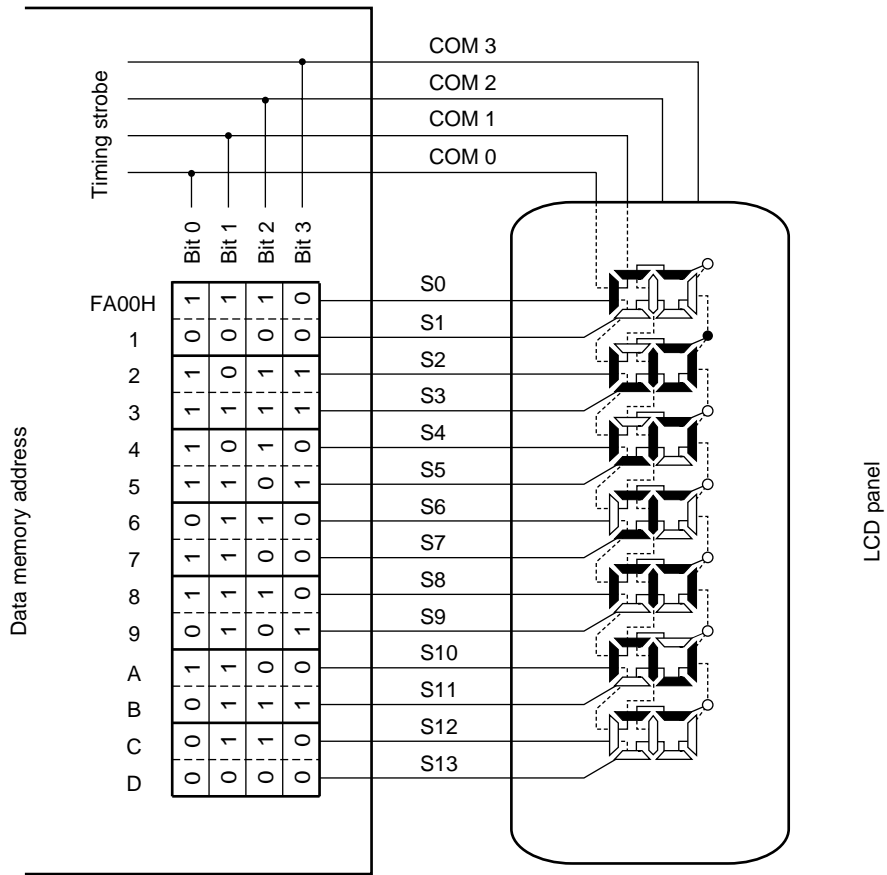 COM 3
COM 2
COM 1
COM 0
Timing strobe
Bit 0
Bit 1
Bit 2
Bit 3
FA00H 1 1 1 0 S0
1 0 0 0 0 S1
2 1 0 1 1 S2
3 1 1 1 1 S3
4 1 0 1 0 S4
5 1 1 0 1 S5
6 0 1 1 0 S6
7 1 1 0 0 S7
8 1 1 1 0 S8
9 0 1 0 1 S9
A 1 1 0 0 S10
B 0 1 1 1 S11
C 0 1 1 0 S12
D 0 0 0 0 S13
Data memory address
LCD panel